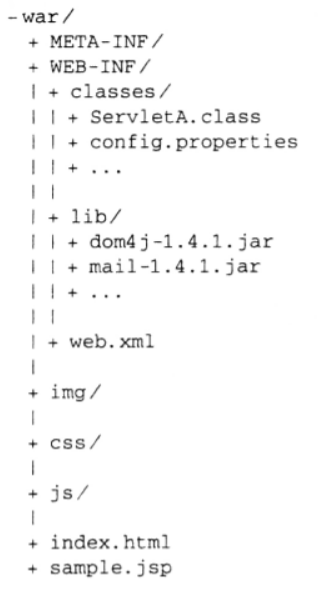 - war/
+ META-INF/
+ WEB-INF/
| + classes/
| | + ServletA.class
| | + config.properties
| | + ...
| |
| + lib/
| | + dom4j-1.4.1.jar
| | + mail-1.4.1.jar
| | + ...
| |
| + web.xml
|
+ img/
|
+ css/
|
+ js/
|
+ index.html
+ sample.jsp